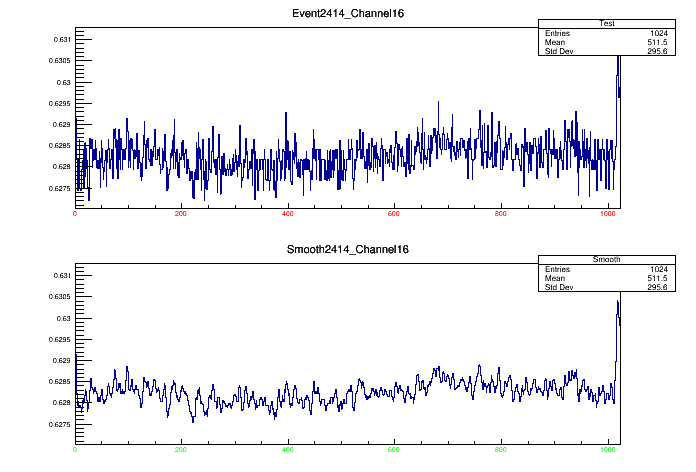 Event2414_Channel16
Test
Entries 1024
Mean 511.5
Std Dev 295.6
0.631
0.6305
0.63
0.6295
0.629
0.6285
0.628
0.6275
0 200 400 600 800 1000
Smooth2414_Channel16
Smooth
Entries 1024
Mean 511.5
Std Dev 295.6
0.631
0.6305
0.63
0.6295
0.629
0.6285
0.628
0.6275
0 200 400 600 800 1000